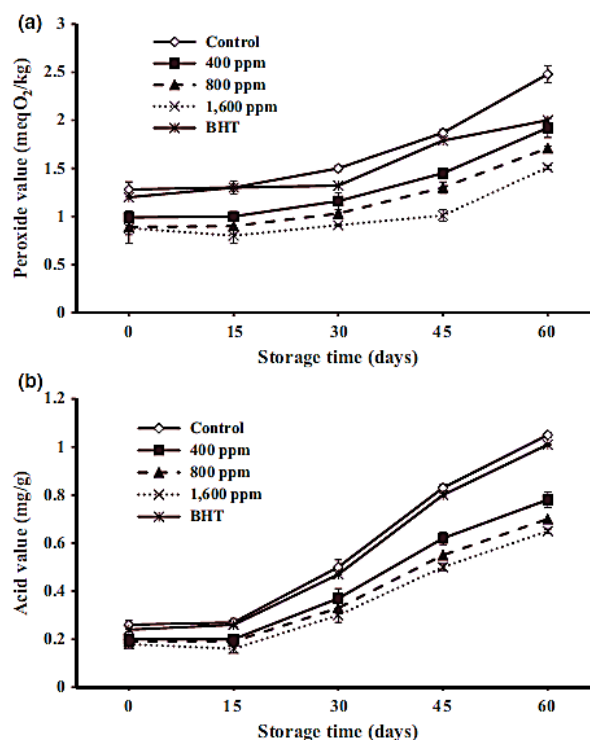 (a)
3
2.5
2
1.5
1
0.5
0
Peroxide value (meqO2/kg)
Control
400 ppm
800 ppm
1,600 ppm
BHT
0 15 30 45 60
Storage time (days)
(b)
1.2
1
0.8
0.6
0.4
0.2
0
Acid value (mg/g)
Control
400 ppm
800 ppm
1,600 ppm
BHT
0 15 30 45 60
Storage time (days)